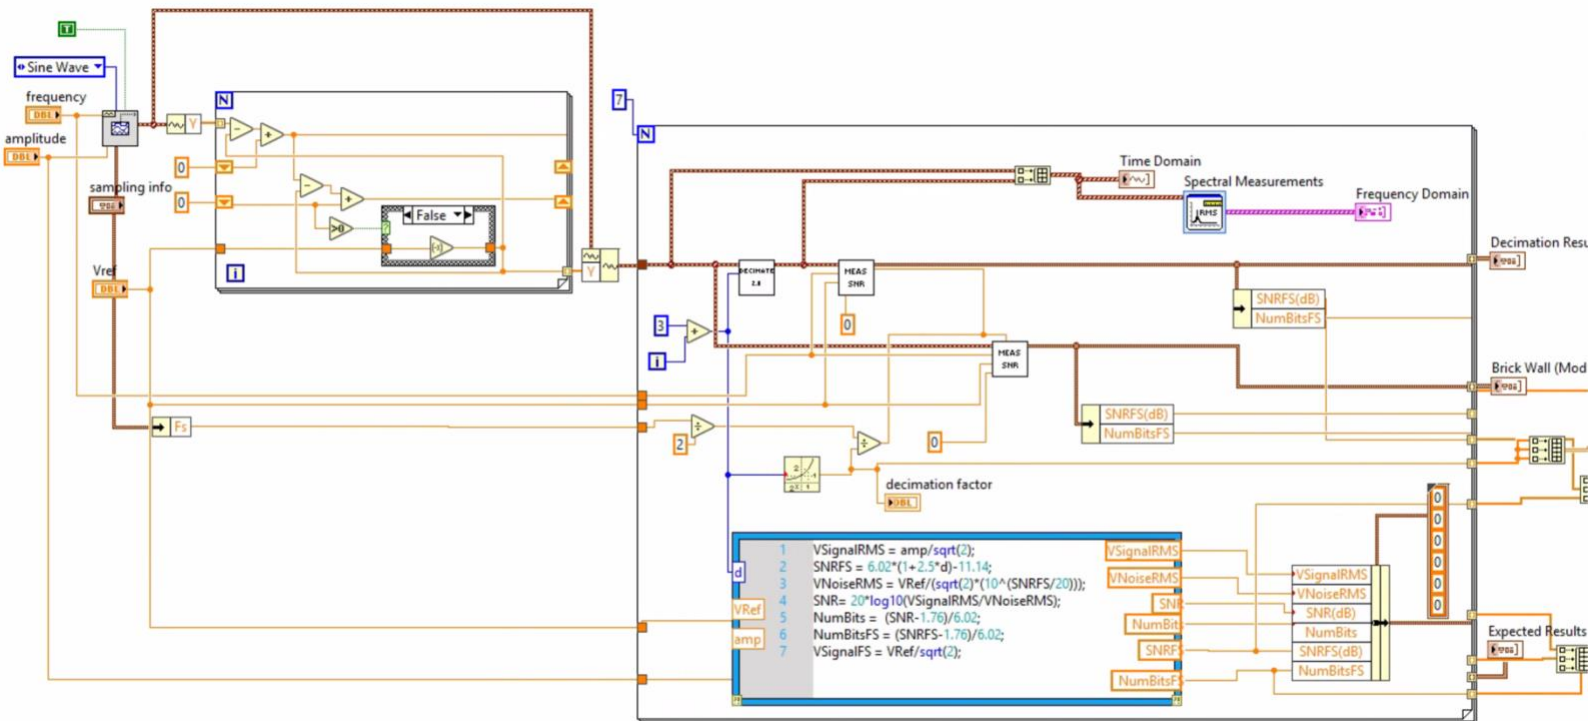 T
Sine Wave
frequency
DBL
amplitude
DBL
sampling info
Vref
DBL
Fs
Y
N
0
0
>0
False
i
Y
7
N
Time Domain
Spectral Measurements
RMS
Frequency Domain
DECIMATE
MEAS
SNR
0
3
i
MEAS
SNR
0
2
SNRFS(dB)
NumBitsFS
SNRFS(dB)
NumBitsFS
Decimation Resu
Brick Wall (Mod
decimation factor
DBL
d
VRef
amp
1 VSignalRMS = amp/sqrt(2);
2 SNRFS = 6.02*(1+2.5*d)-11.14;
3 VNoiseRMS = VRef/(sqrt(2)*(10^(SNRFS/20)));
4 SNR= 20*log10(VSignalRMS/VNoiseRMS);
5 NumBits = (SNR-1.76)/6.02;
6 NumBitsFS = (SNRFS-1.76)/6.02;
7 VSignalFS = VRef/sqrt(2);
VSignalRMS
VNoiseRMS
SNR
NumBits
SNRFS
NumBitsFS
VSignalRMS
VNoiseRMS
SNR(dB)
NumBits
SNRFS(dB)
NumBitsFS
0
0
0
0
0
0
Expected Results